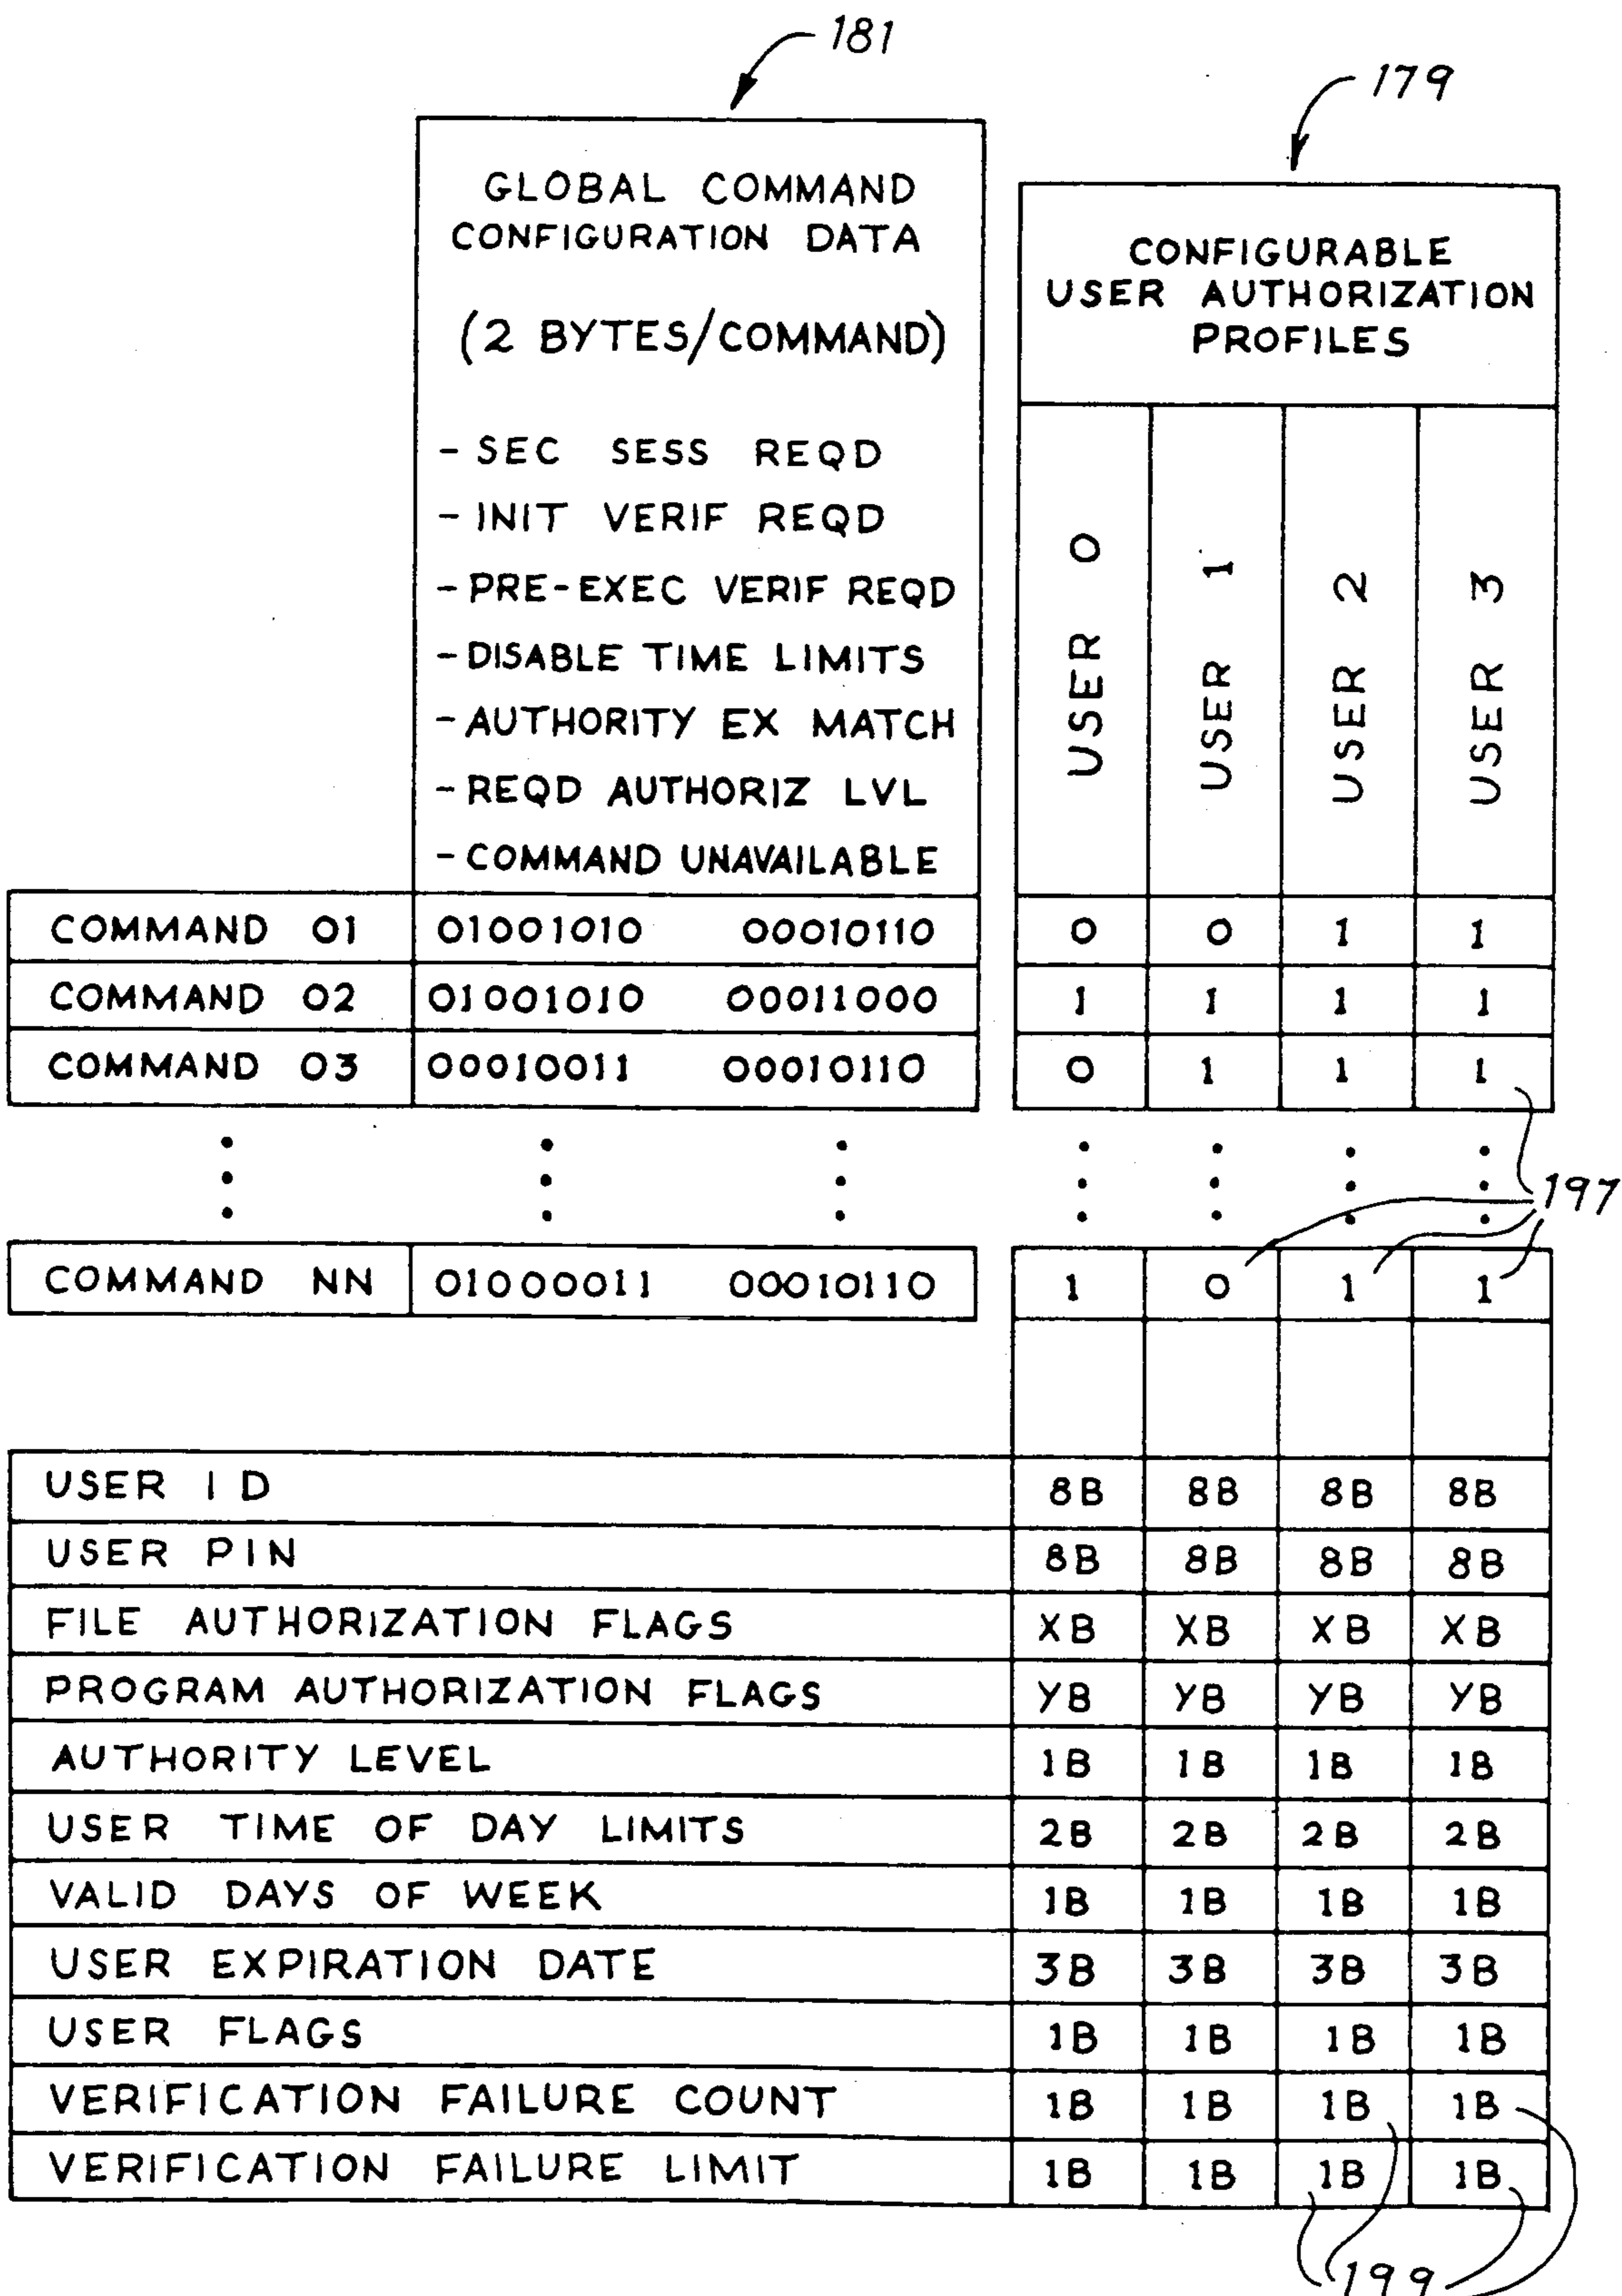 181
179
GLOBAL COMMAND
CONFIGURATION DATA
(2 BYTES/COMMAND)
- SEC SESS REQD
- INIT VERIF REQD
- PRE-EXEC VERIF REQD
- DISABLE TIME LIMITS
- AUTHORITY EX MATCH
- REQD AUTHORIZ LVL
- COMMAND UNAVAILABLE
CONFIGURABLE
USER AUTHORIZATION
PROFILES
USER 0
USER 1
USER 2
USER 3
COMMAND 01 01001010 00010110 0 0 1 1
COMMAND 02 01001010 00011000 1 1 1 1
COMMAND 03 00010011 00010110 0 1 1 1
197
COMMAND NN 01000011 00010110 1 0 1 1
USER ID 8B 8B 8B 8B
USER PIN 8B 8B 8B 8B
FILE AUTHORIZATION FLAGS XB XB XB XB
PROGRAM AUTHORIZATION FLAGS YB YB YB YB
AUTHORITY LEVEL 1B 1B 1B 1B
USER TIME OF DAY LIMITS 2B 2B 2B 2B
VALID DAYS OF WEEK 1B 1B 1B 1B
USER EXPIRATION DATE 3B 3B 3B 3B
USER FLAGS 1B 1B 1B 1B
VERIFICATION FAILURE COUNT 1B 1B 1B 1B
VERIFICATION FAILURE LIMIT 1B 1B 1B 1B
199